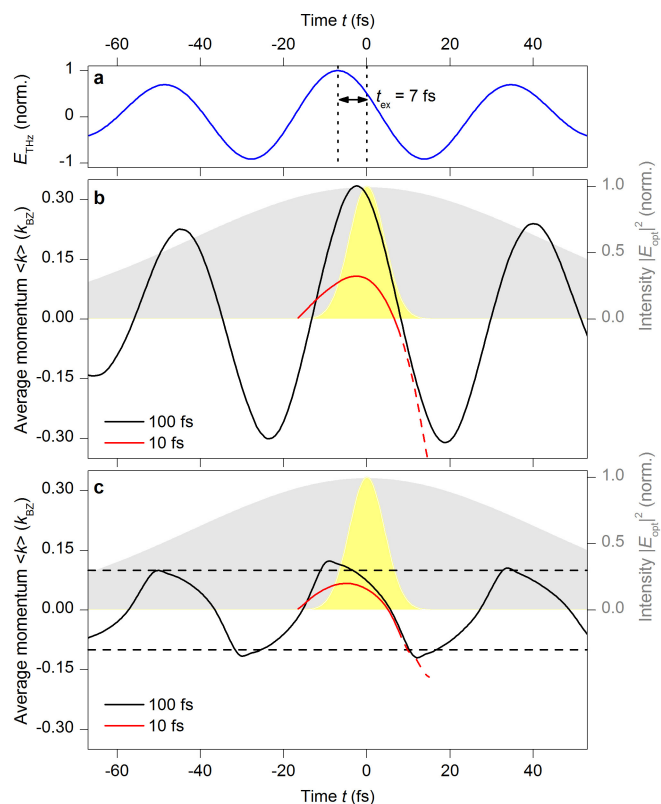 Time t (fs)
-60 -40 -20 0 20 40
a
E_THz (norm.)
1
0
-1
t_ex = 7 fs
b
Average momentum <k> (k_BZ)
0.30
0.15
0.00
-0.15
-0.30
1.0
0.5
0.0
Intensity |E_opt|² (norm.)
100 fs
10 fs
c
Average momentum <k> (k_BZ)
0.30
0.15
0.00
-0.15
-0.30
1.0
0.5
0.0
Intensity |E_opt|² (norm.)
100 fs
10 fs
-60 -40 -20 0 20 40
Time t (fs)